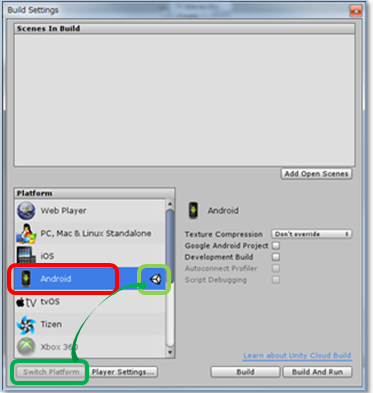 Build Settings
Scenes In Build
Add Open Scenes
Platform
Web Player
PC, Mac & Linux Standalone
iOS
Android
tvOS
Tizen
Xbox 360
Android
Texture Compression Don't override
Google Android Project
Development Build
Autoconnect Profiler
Script Debugging
Learn about Unity Cloud Build
Switch Platform Player Settings... Build Build And Run